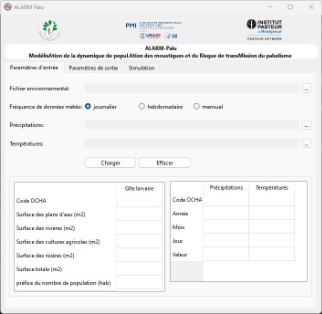 ALARM Palu
PMI
USAID
INSTITUT
PASTEUR
de Madagascar
PASTEUR NETWORK
ALARM-Palu
ModélisAtion de la dynamique de populAtion des moustiques et du Risque de transMission du paludisme
Paramètres d'entrée Paramètres de sortie Simulation
Fichier environnemental: ...
Fréquence de données météo: journalier hebdomadaire mensuel
Précipitations: ...
Températures: ...
Charger Effacer
Gîte larvaire
Code OCHA
Surface des plans d'eau (m2)
Surface des rivières (m2)
Surface des cultures agricoles (m2)
Surface des rizières (m2)
Surface totale (m2)
préfixe du nombre de population (hab)
Précipitations Températures
Code OCHA
Année
Mois
Jour
Valeur